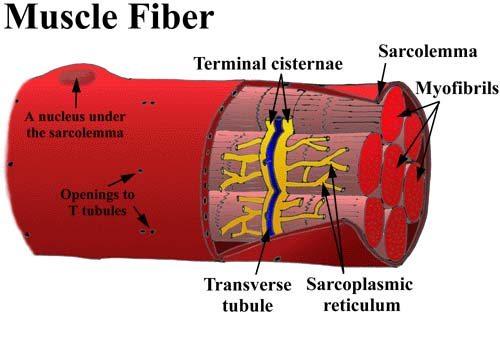 Muscle Fiber
Terminal cisternae
Sarcolemma
Myofibrils
A nucleus under
the sarcolemma
Openings to
T tubules
Transverse
tubule
Sarcoplasmic
reticulum